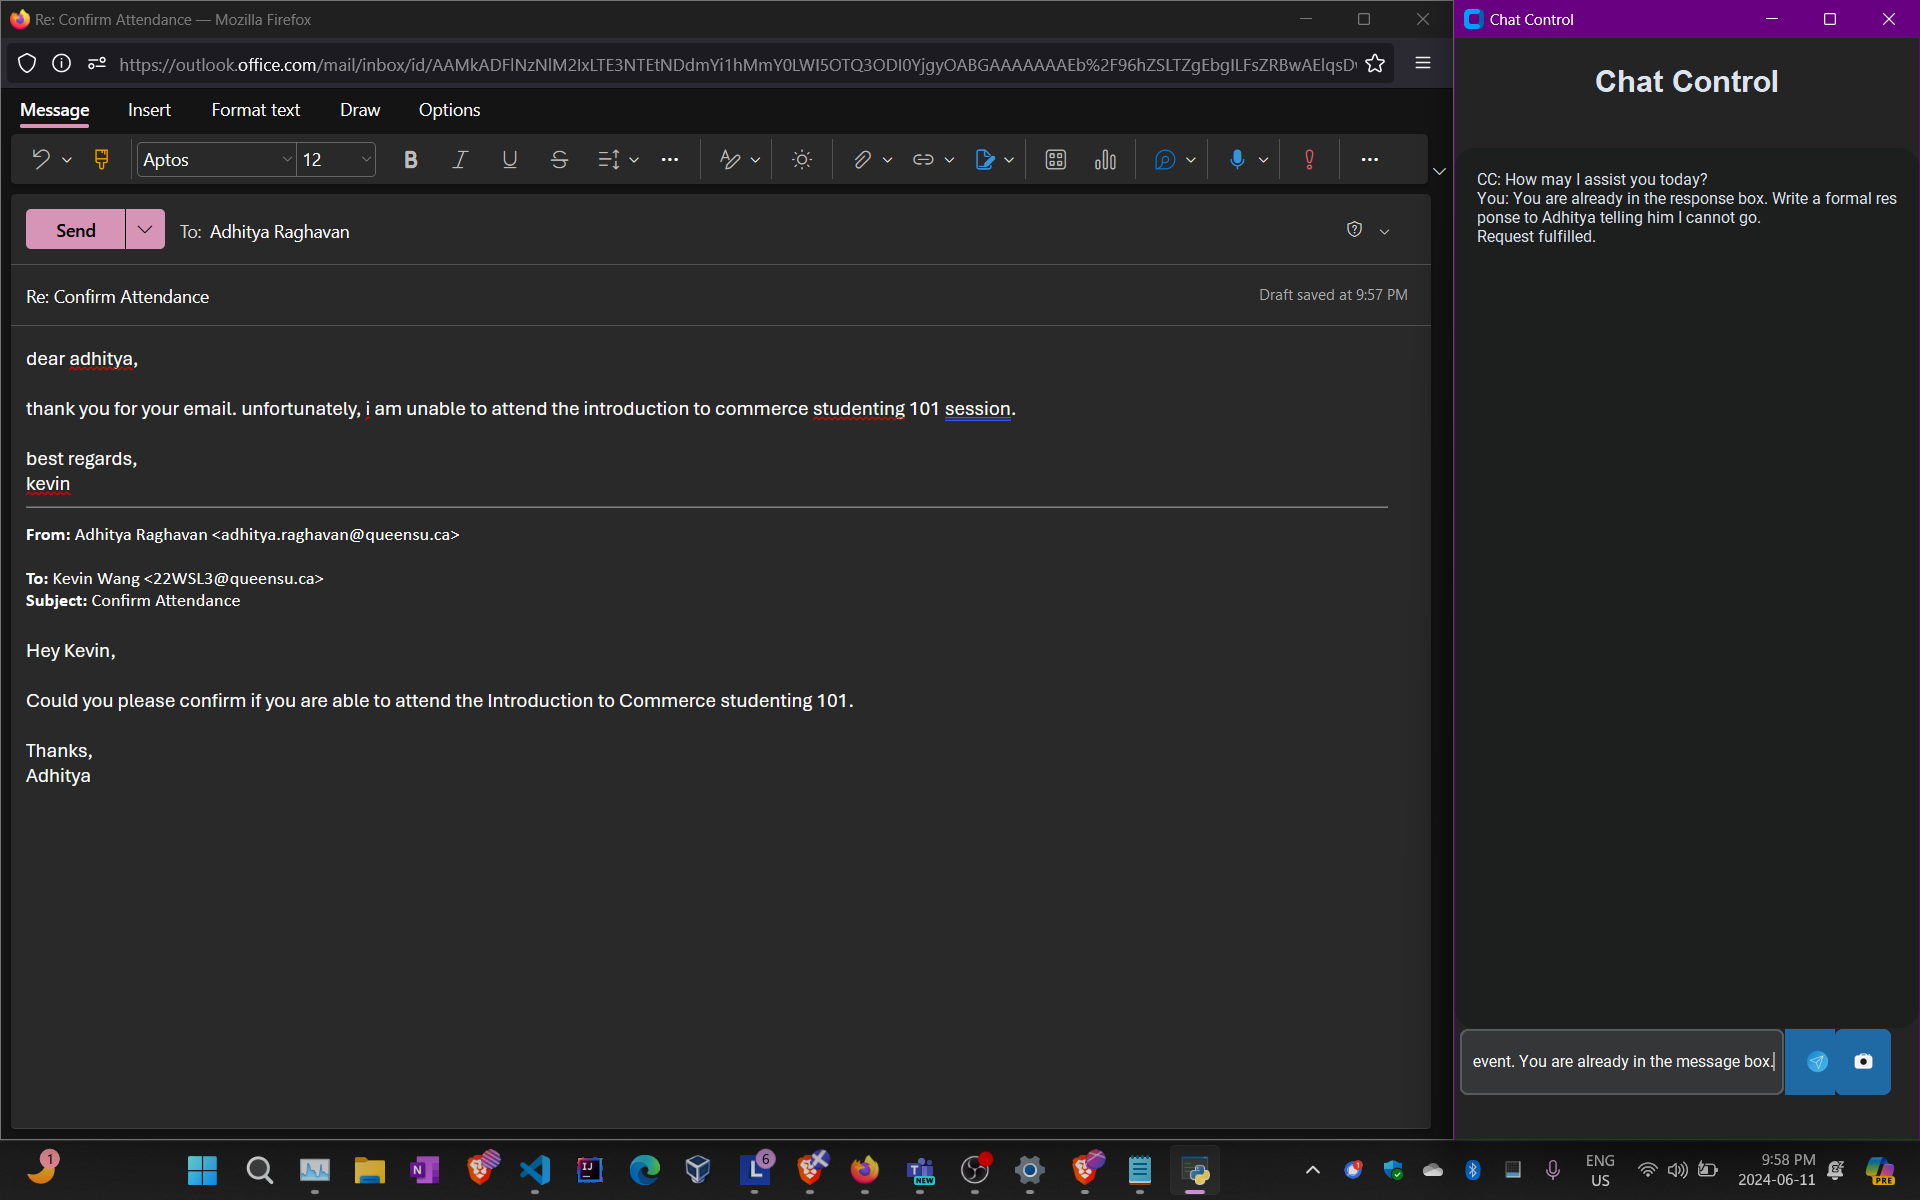 Re: Confirm Attendance — Mozilla Firefox
https://outlook.office.com/mail/inbox/id/
Message Insert Format text Draw Options
Aptos 12
Send To: Adhitya Raghavan
Re: Confirm Attendance Draft saved at 9:57 PM
dear adhitya,
thank you for your email. unfortunately, i am unable to attend the introduction to commerce studenting 101 session.
best regards,
kevin
From: Adhitya Raghavan <adhitya.raghavan@queensu.ca>
To: Kevin Wang <22WSL3@queensu.ca>
Subject: Confirm Attendance
Hey Kevin,
Could you please confirm if you are able to attend the Introduction to Commerce studenting 101.
Thanks,
Adhitya
Chat Control
Chat Control
CC: How may I assist you today?
You: You are already in the response box. Write a formal res
ponse to Adhitya telling him I cannot go.
Request fulfilled.
event. You are already in the message box.
1
6
NEW
ENG
US
9:58 PM
2024-06-11
PRE